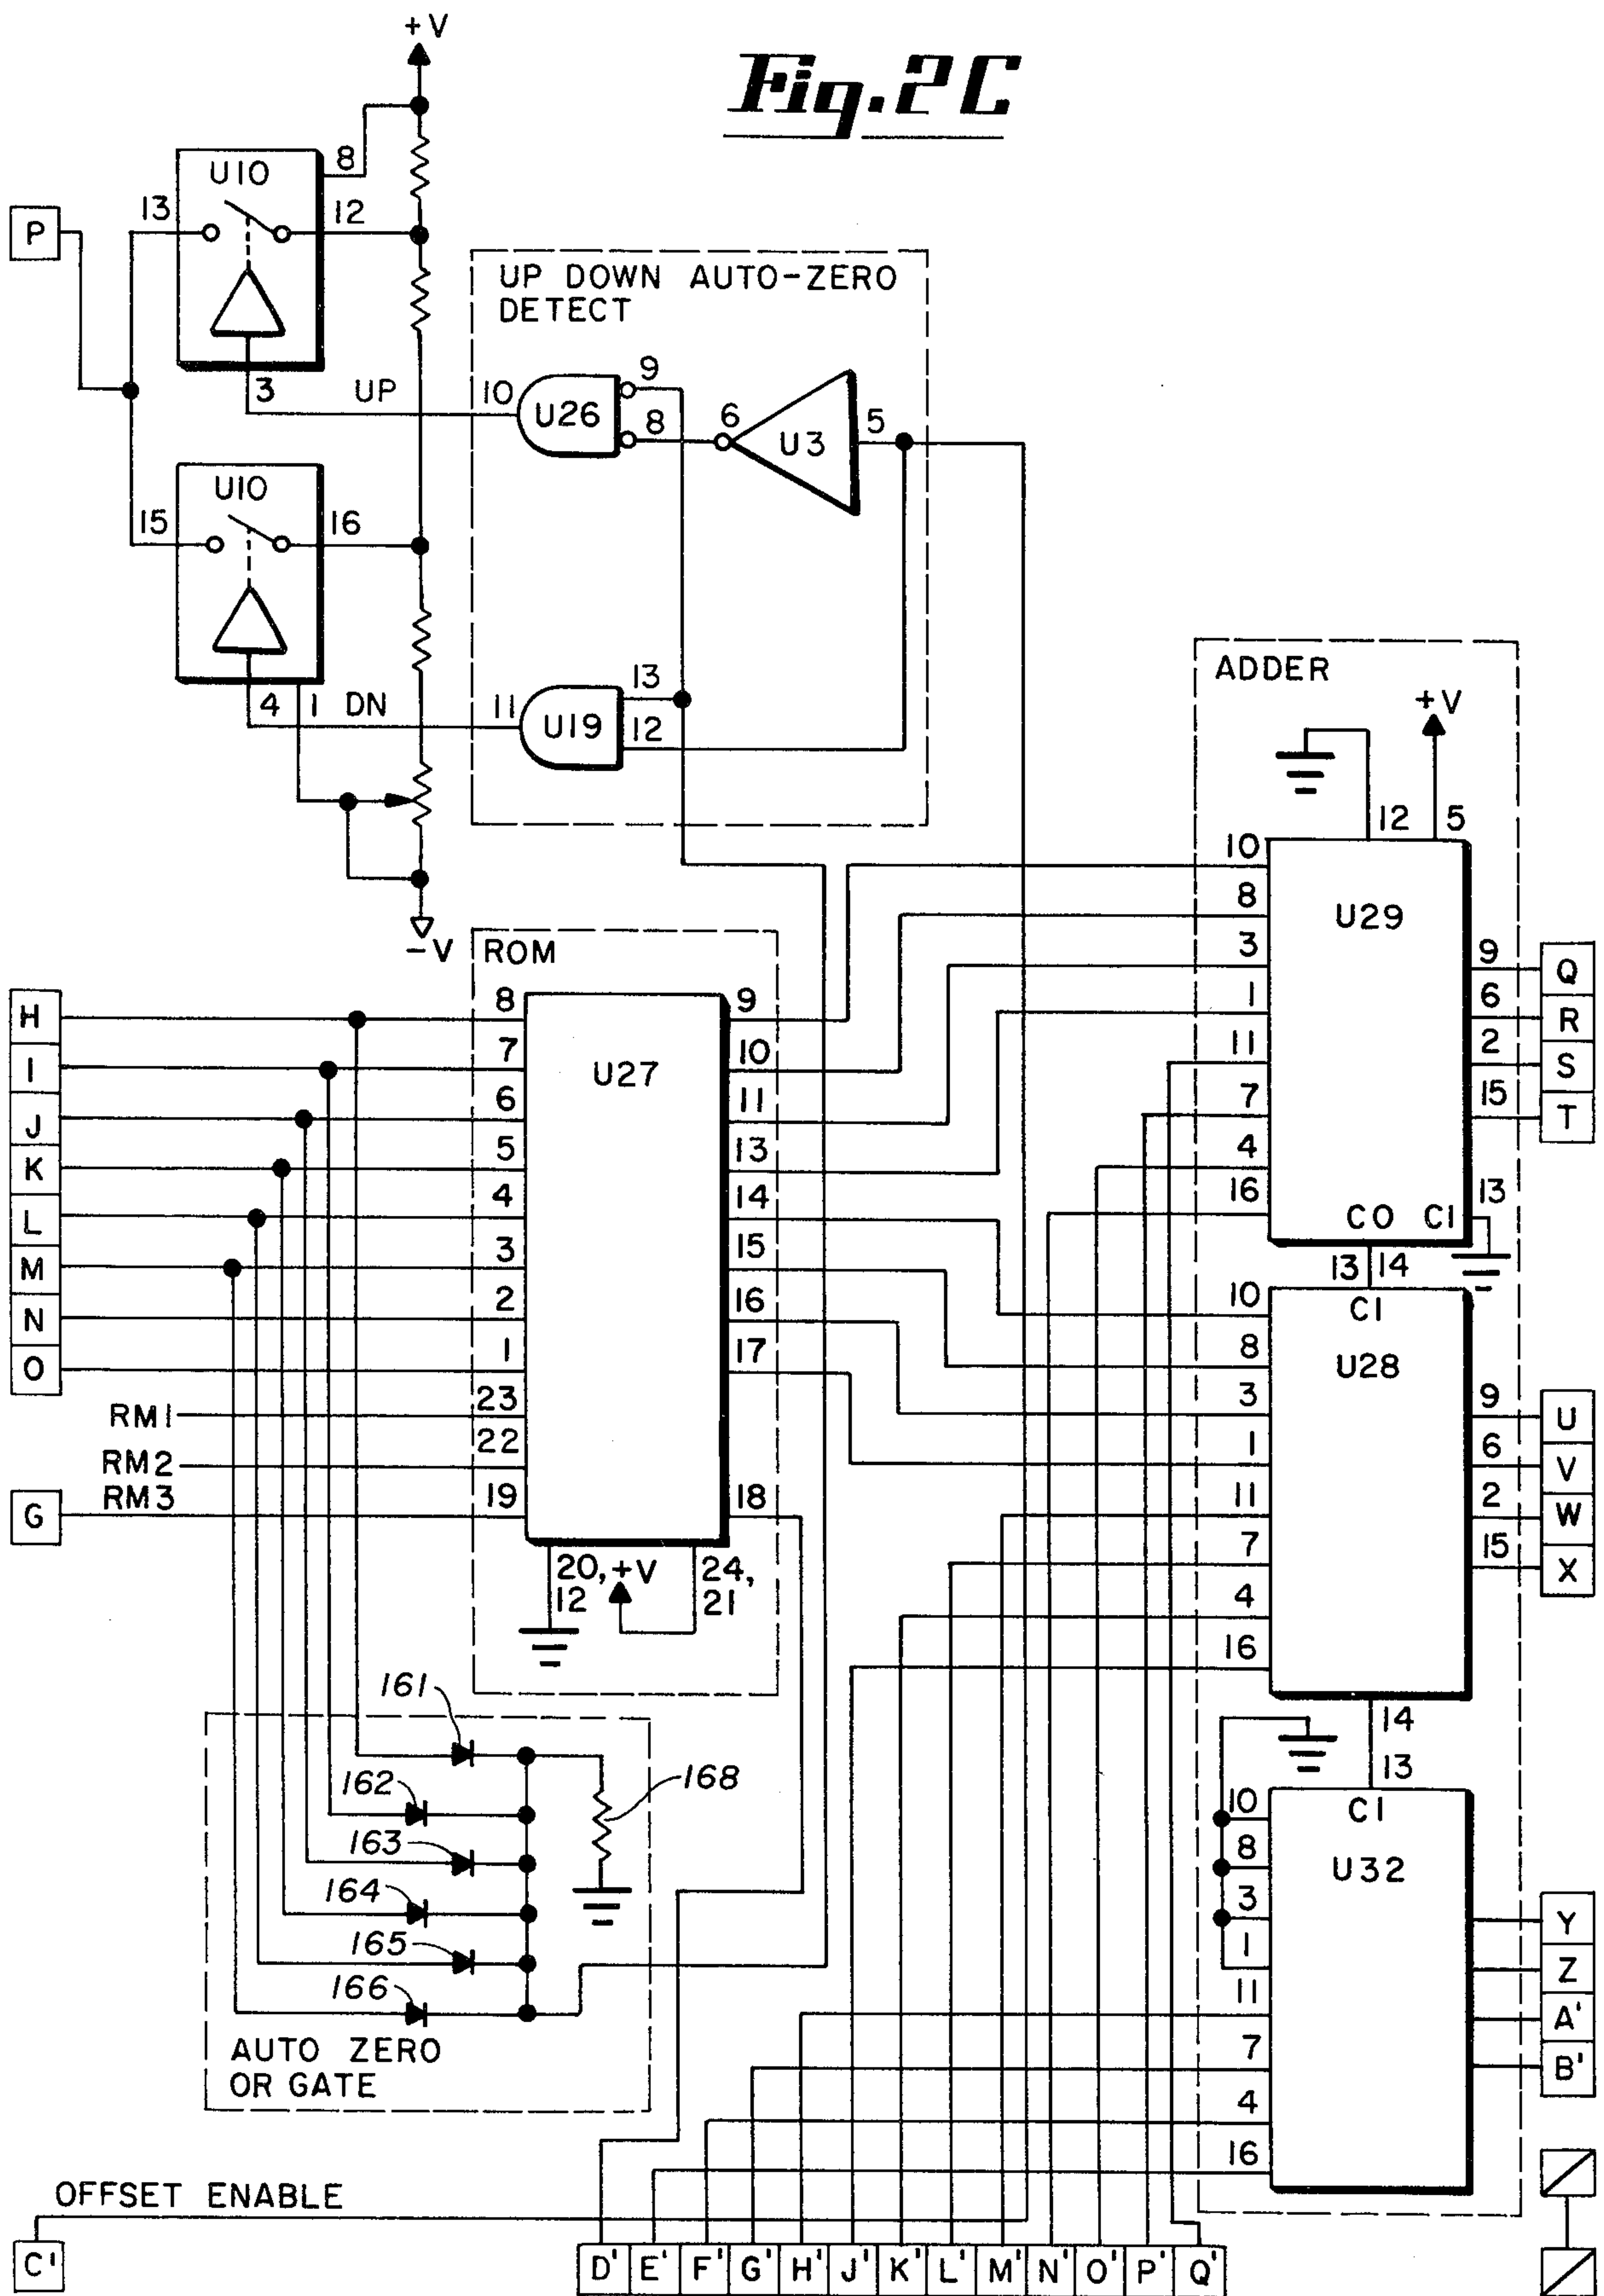 Fig. 2C
+V
U10
8
13
12
P
3
UP
UP DOWN AUTO-ZERO
DETECT
10
U26
9
8
6
U3
5
U10
15
16
4
1
DN
11
U19
13
12
-V
ADDER
+V
12
5
10
8
3
1
11
7
4
16
U29
9
6
2
15
13
CO CI
Q
R
S
T
ROM
H
I
J
K
L
M
N
O
RM1
RM2
RM3
G
8
7
6
5
4
3
2
1
23
22
19
U27
9
10
11
13
14
15
16
17
18
20,
12
+V
24,
21
13
14
CI
U28
10
8
3
1
11
7
4
16
9
6
2
15
U
V
W
X
14
13
CI
U32
10
8
3
1
11
7
4
16
Y
Z
A'
B'
161
162
163
164
165
166
168
AUTO ZERO
OR GATE
OFFSET ENABLE
C'
D' E' F' G' H' J' K' L' M' N' O' P' Q'